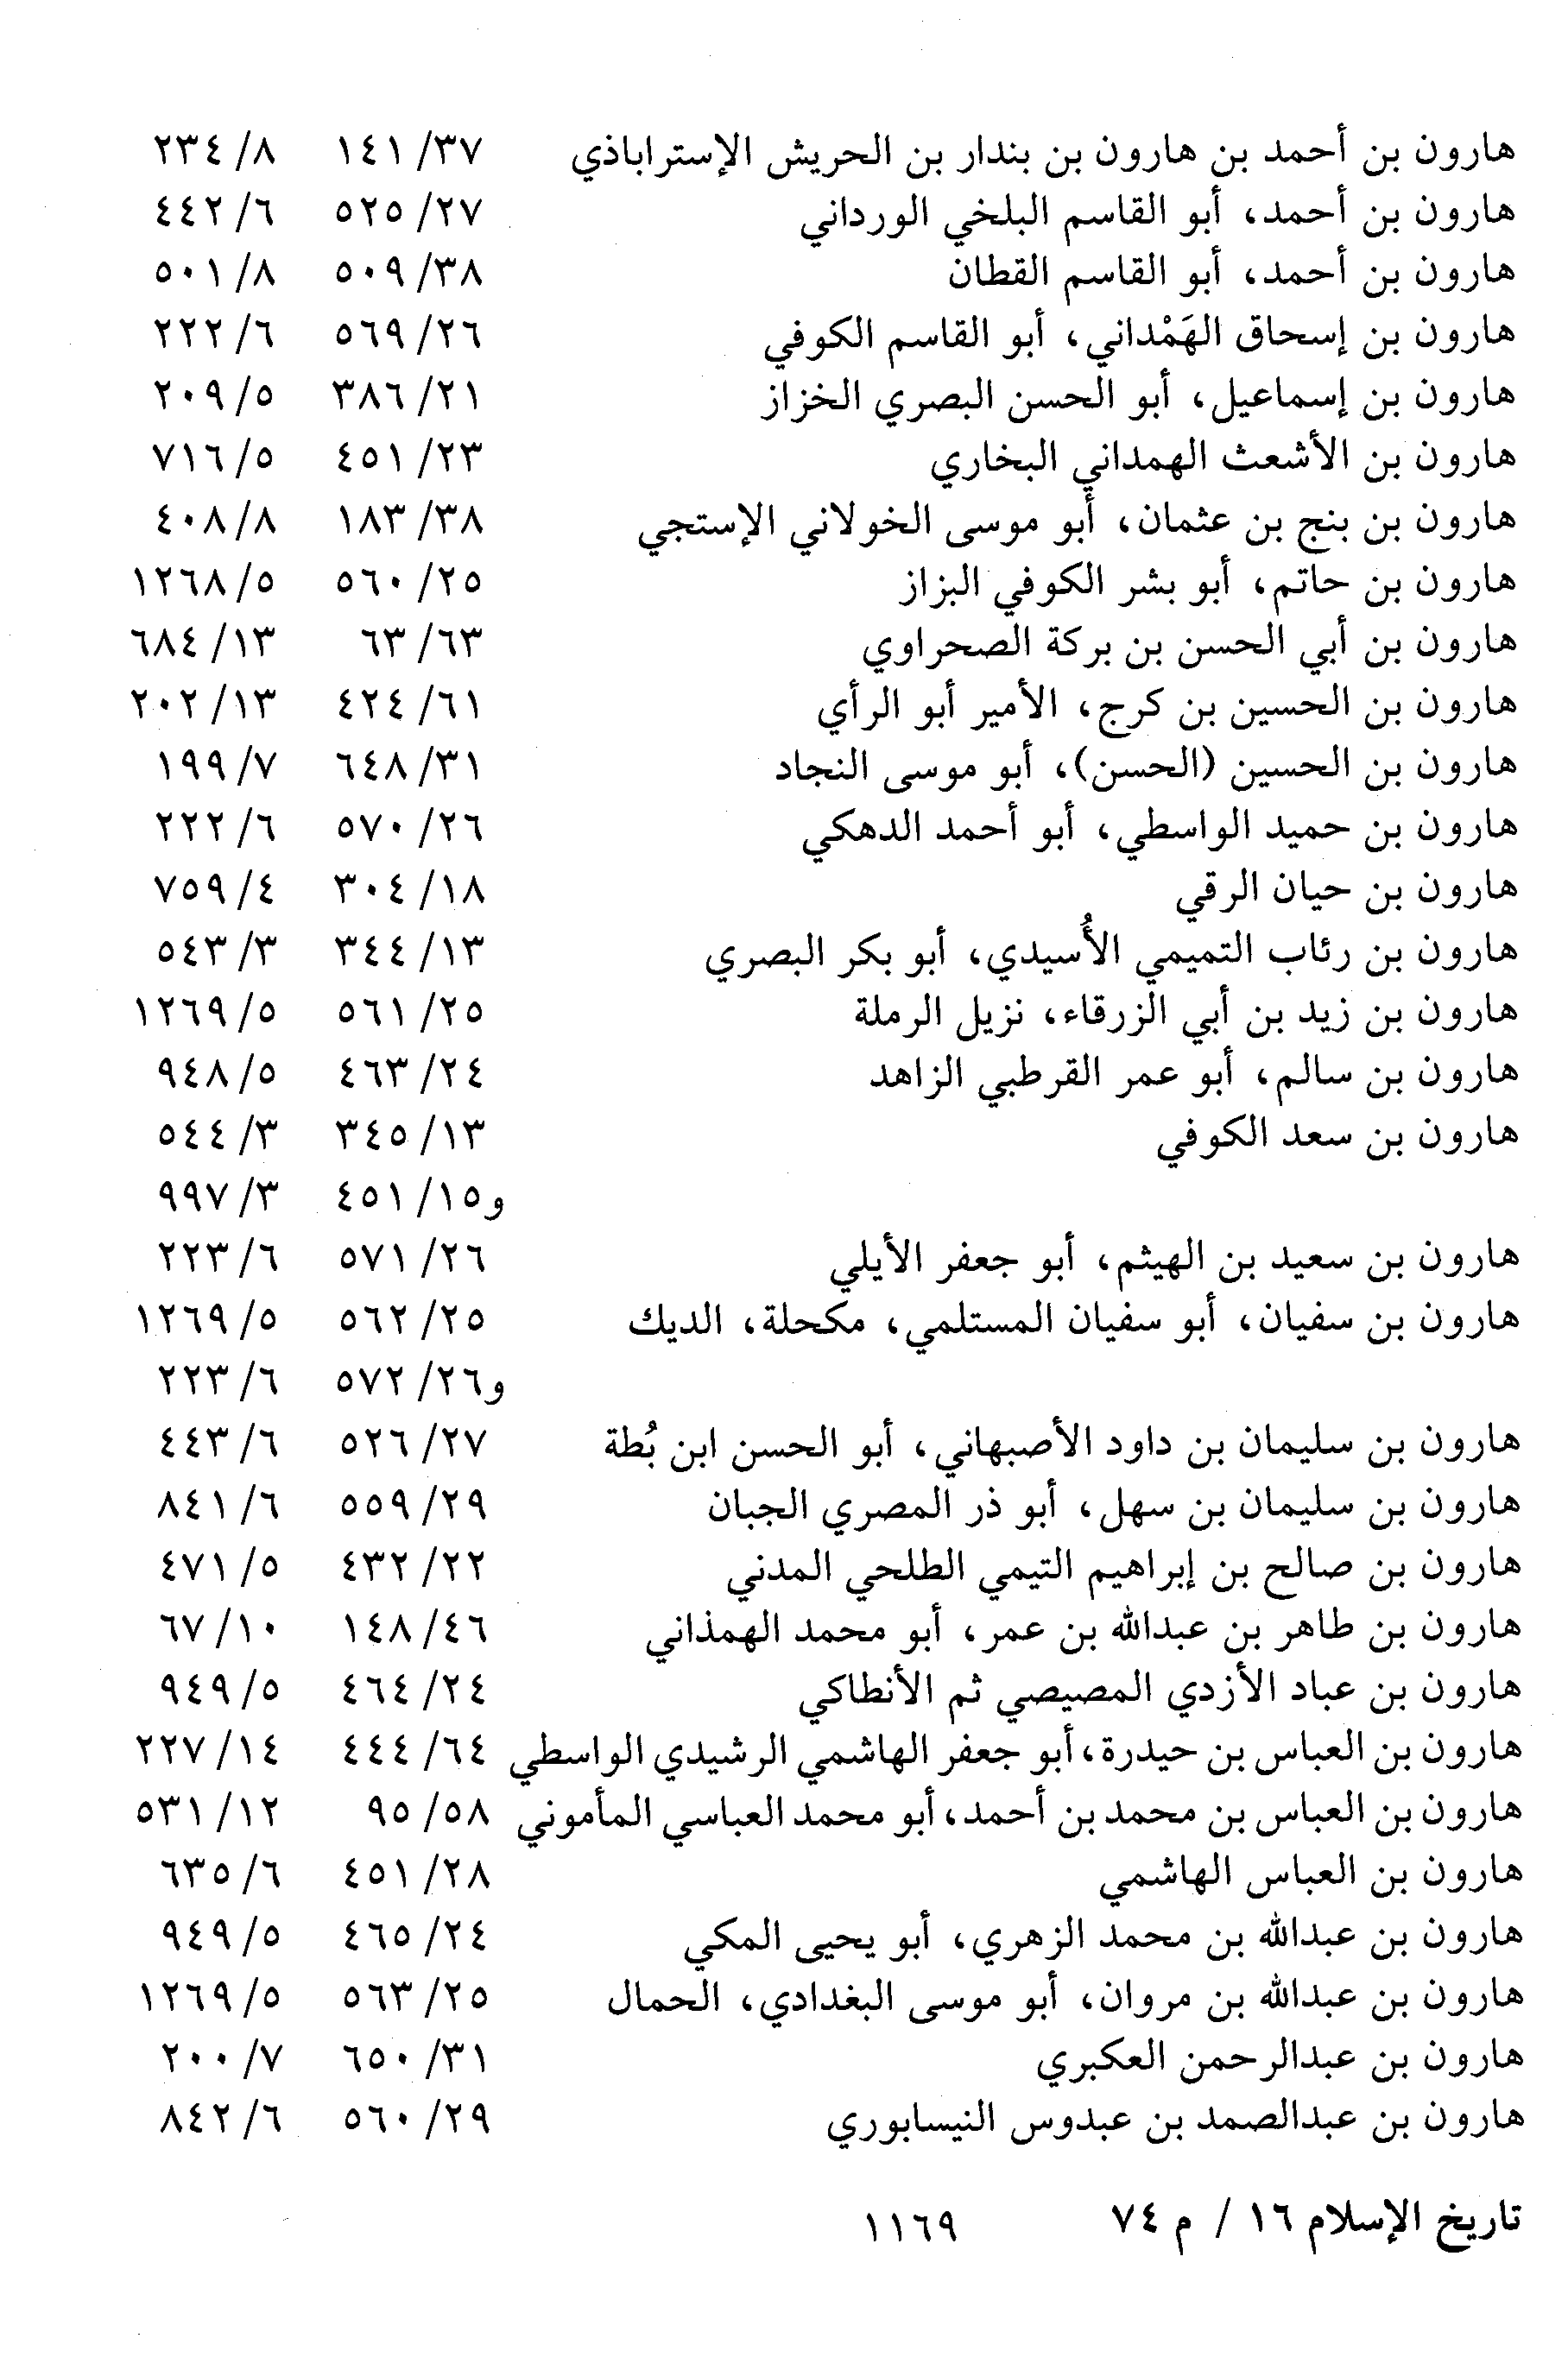 هارون بن أحمد بن هارون بن بندار بن الحريش الإستراباذي ٣٧/ ١٤١ ٨/ ٢٣٤
هارون بن أحمد، أبو القاسم البلخي الورداني ٢٧/ ٥٢٥ ٦/ ٤٤٢
هارون بن أحمد، أبو القاسم القطان ٣٨/ ٥٠٩ ٨/ ٥٠١
هارون بن إسحاق الهَمْداني، أبو القاسم الكوفي ٢٦/ ٥٦٩ ٦/ ٢٢٢
هارون بن إسماعيل، أبو الحسن البصري الخزاز ٢١/ ٣٨٦ ٥/ ٢٠٩
هارون بن الأشعث الهمداني البخاري ٢٣/ ٤٥١ ٥/ ٧١٦
هارون بن بنج بن عثمان، أبو موسى الخولاني الإستجي ٣٨/ ١٨٣ ٨/ ٤٠٨
هارون بن حاتم، أبو بشر الكوفي البزاز ٢٥/ ٥٦٠ ٥/ ١٢٦٨
هارون بن أبي الحسن بن بركة الصحراوي ٦٣/ ٦٣ ١٣/ ٦٨٤
هارون بن الحسين بن كرج، الأمير أبو الرأي ٦١/ ٤٢٤ ١٣/ ٢٠٢
هارون بن الحسين (الحسن)، أبو موسى النجاد ٣١/ ٦٤٨ ٧/ ١٩٩
هارون بن حميد الواسطي، أبو أحمد الدهكي ٢٦/ ٥٧٠ ٦/ ٢٢٢
هارون بن حيان الرقي ١٨/ ٣٠٤ ٤/ ٧٥٩
هارون بن رئاب التميمي الأُسيدي، أبو بكر البصري ١٣/ ٣٤٤ ٣/ ٥٤٣
هارون بن زيد بن أبي الزرقاء، نزيل الرملة ٢٥/ ٥٦١ ٥/ ١٢٦٩
هارون بن سالم، أبو عمر القرطبي الزاهد ٢٤/ ٤٦٣ ٥/ ٩٤٨
هارون بن سعد الكوفي ١٣/ ٣٤٥ ٣/ ٥٤٤
و١٥/ ٤٥١ ٣/ ٩٩٧
هارون بن سعيد بن الهيثم، أبو جعفر الأيلي ٢٦/ ٥٧١ ٦/ ٢٢٣
هارون بن سفيان، أبو سفيان المستلمي، مكحلة، الديك ٢٥/ ٥٦٢ ٥/ ١٢٦٩
و٢٦/ ٥٧٢ ٦/ ٢٢٣
هارون بن سليمان بن داود الأصبهاني، أبو الحسن ابن بُطة ٢٧/ ٥٢٦ ٦/ ٤٤٣
هارون بن سليمان بن سهل، أبو ذر المصري الجبان ٢٩/ ٥٥٩ ٦/ ٨٤١
هارون بن صالح بن إبراهيم التيمي الطلحي المدني ٢٢/ ٤٣٢ ٥/ ٤٧١
هارون بن طاهر بن عبدالله بن عمر، أبو محمد الهمذاني ٤٦/ ١٤٨ ١٠/ ٦٧
هارون بن عباد الأزدي المصيصي ثم الأنطاكي ٢٤/ ٤٦٤ ٥/ ٩٤٩
هارون بن العباس بن حيدرة، أبو جعفر الهاشمي الرشيدي الواسطي ٦٤/ ٤٤٤ ١٤/ ٢٢٧
هارون بن العباس بن محمد بن أحمد، أبو محمد العباسي المأموني ٥٨/ ٩٥ ١٢/ ٥٣١
هارون بن العباس الهاشمي ٢٨/ ٤٥١ ٦/ ٦٣٥
هارون بن عبدالله بن محمد الزهري، أبو يحيى المكي ٢٤/ ٤٦٥ ٥/ ٩٤٩
هارون بن عبدالله بن مروان، أبو موسى البغدادي، الحمال ٢٥/ ٥٦٣ ٥/ ١٢٦٩
هارون بن عبدالرحمن العكبري ٣١/ ٦٥٠ ٧/ ٢٠٠
هارون بن عبدالصمد بن عبدوس النيسابوري ٢٩/ ٥٦٠ ٦/ ٨٤٢
تاريخ الإسلام ١٦ / م ٧٤ ١١٦٩